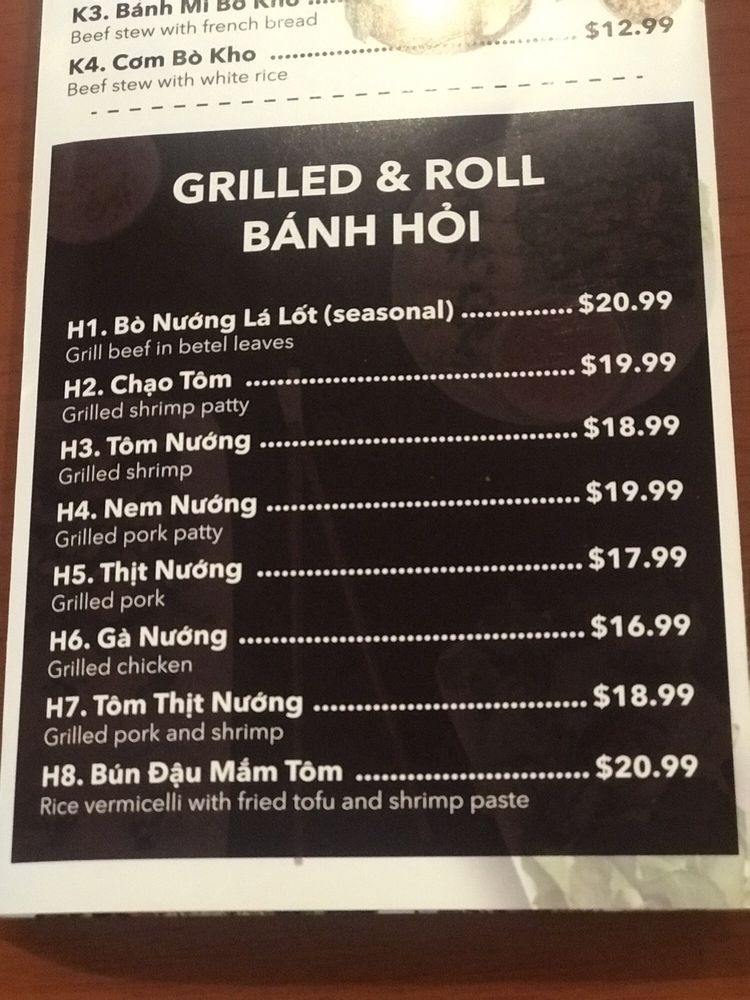 K3. Bánh Mì Bò Kho
Beef stew with french bread
K4. Cơm Bò Kho ........................................ $12.99
Beef stew with white rice
GRILLED & ROLL
BÁNH HỎI
H1. Bò Nướng Lá Lốt (seasonal) ............... $20.99
Grill beef in betel leaves
H2. Chạo Tôm ............................................ $19.99
Grilled shrimp patty
H3. Tôm Nướng .......................................... $18.99
Grilled shrimp
H4. Nem Nướng .......................................... $19.99
Grilled pork patty
H5. Thịt Nướng .......................................... $17.99
Grilled pork
H6. Gà Nướng ............................................. $16.99
Grilled chicken
H7. Tôm Thịt Nướng ................................... $18.99
Grilled pork and shrimp
H8. Bún Đậu Mắm Tôm .............................. $20.99
Rice vermicelli with fried tofu and shrimp paste